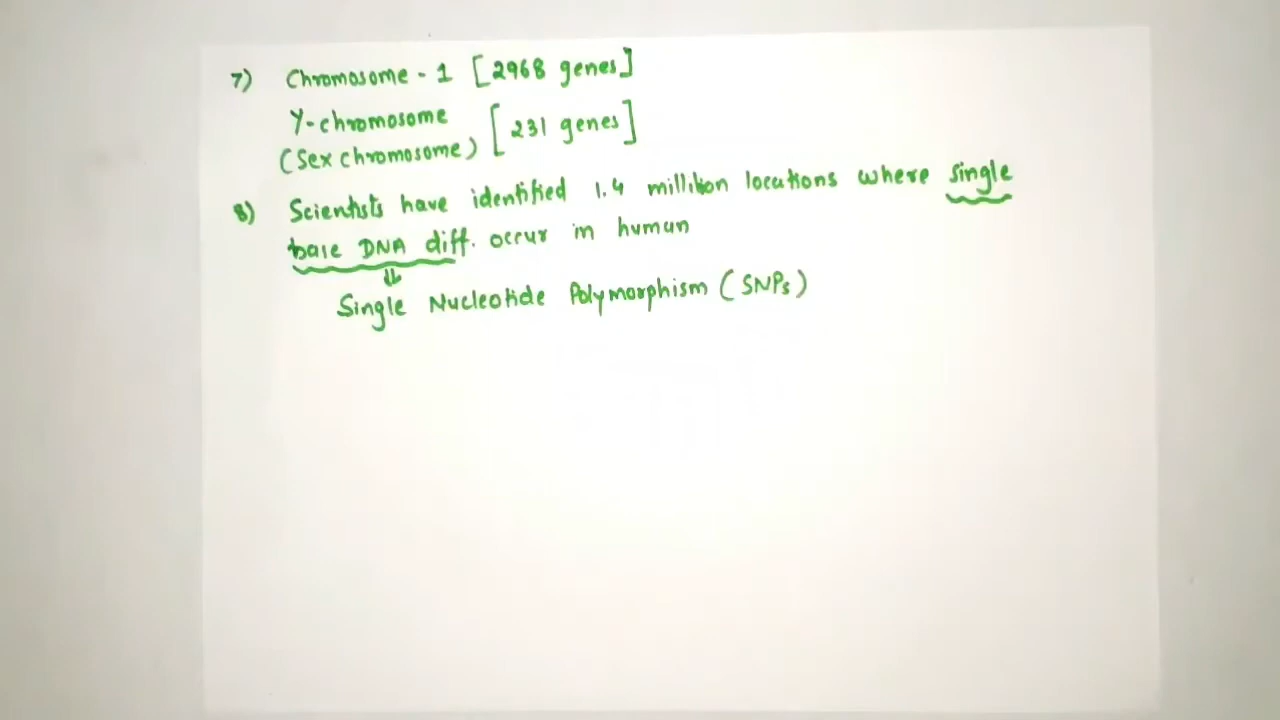 7) Chromosome - 1 [2968 genes]
Y-chromosome
(Sex chromosome) [231 genes]
8) Scientists have identified 1.4 million locations where single
base DNA diff. occur in human
⇓
Single Nucleotide Polymorphism (SNPs)